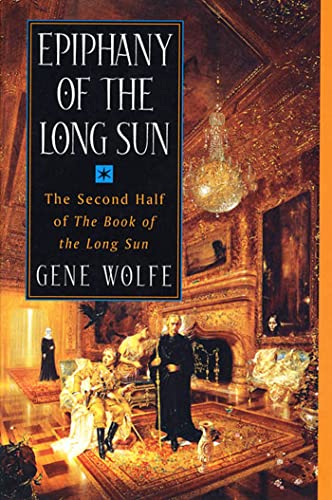 EPIPHANY
OF THE
LONG SUN
The Second Half
of The Book of
the Long Sun
GENE WOLFE